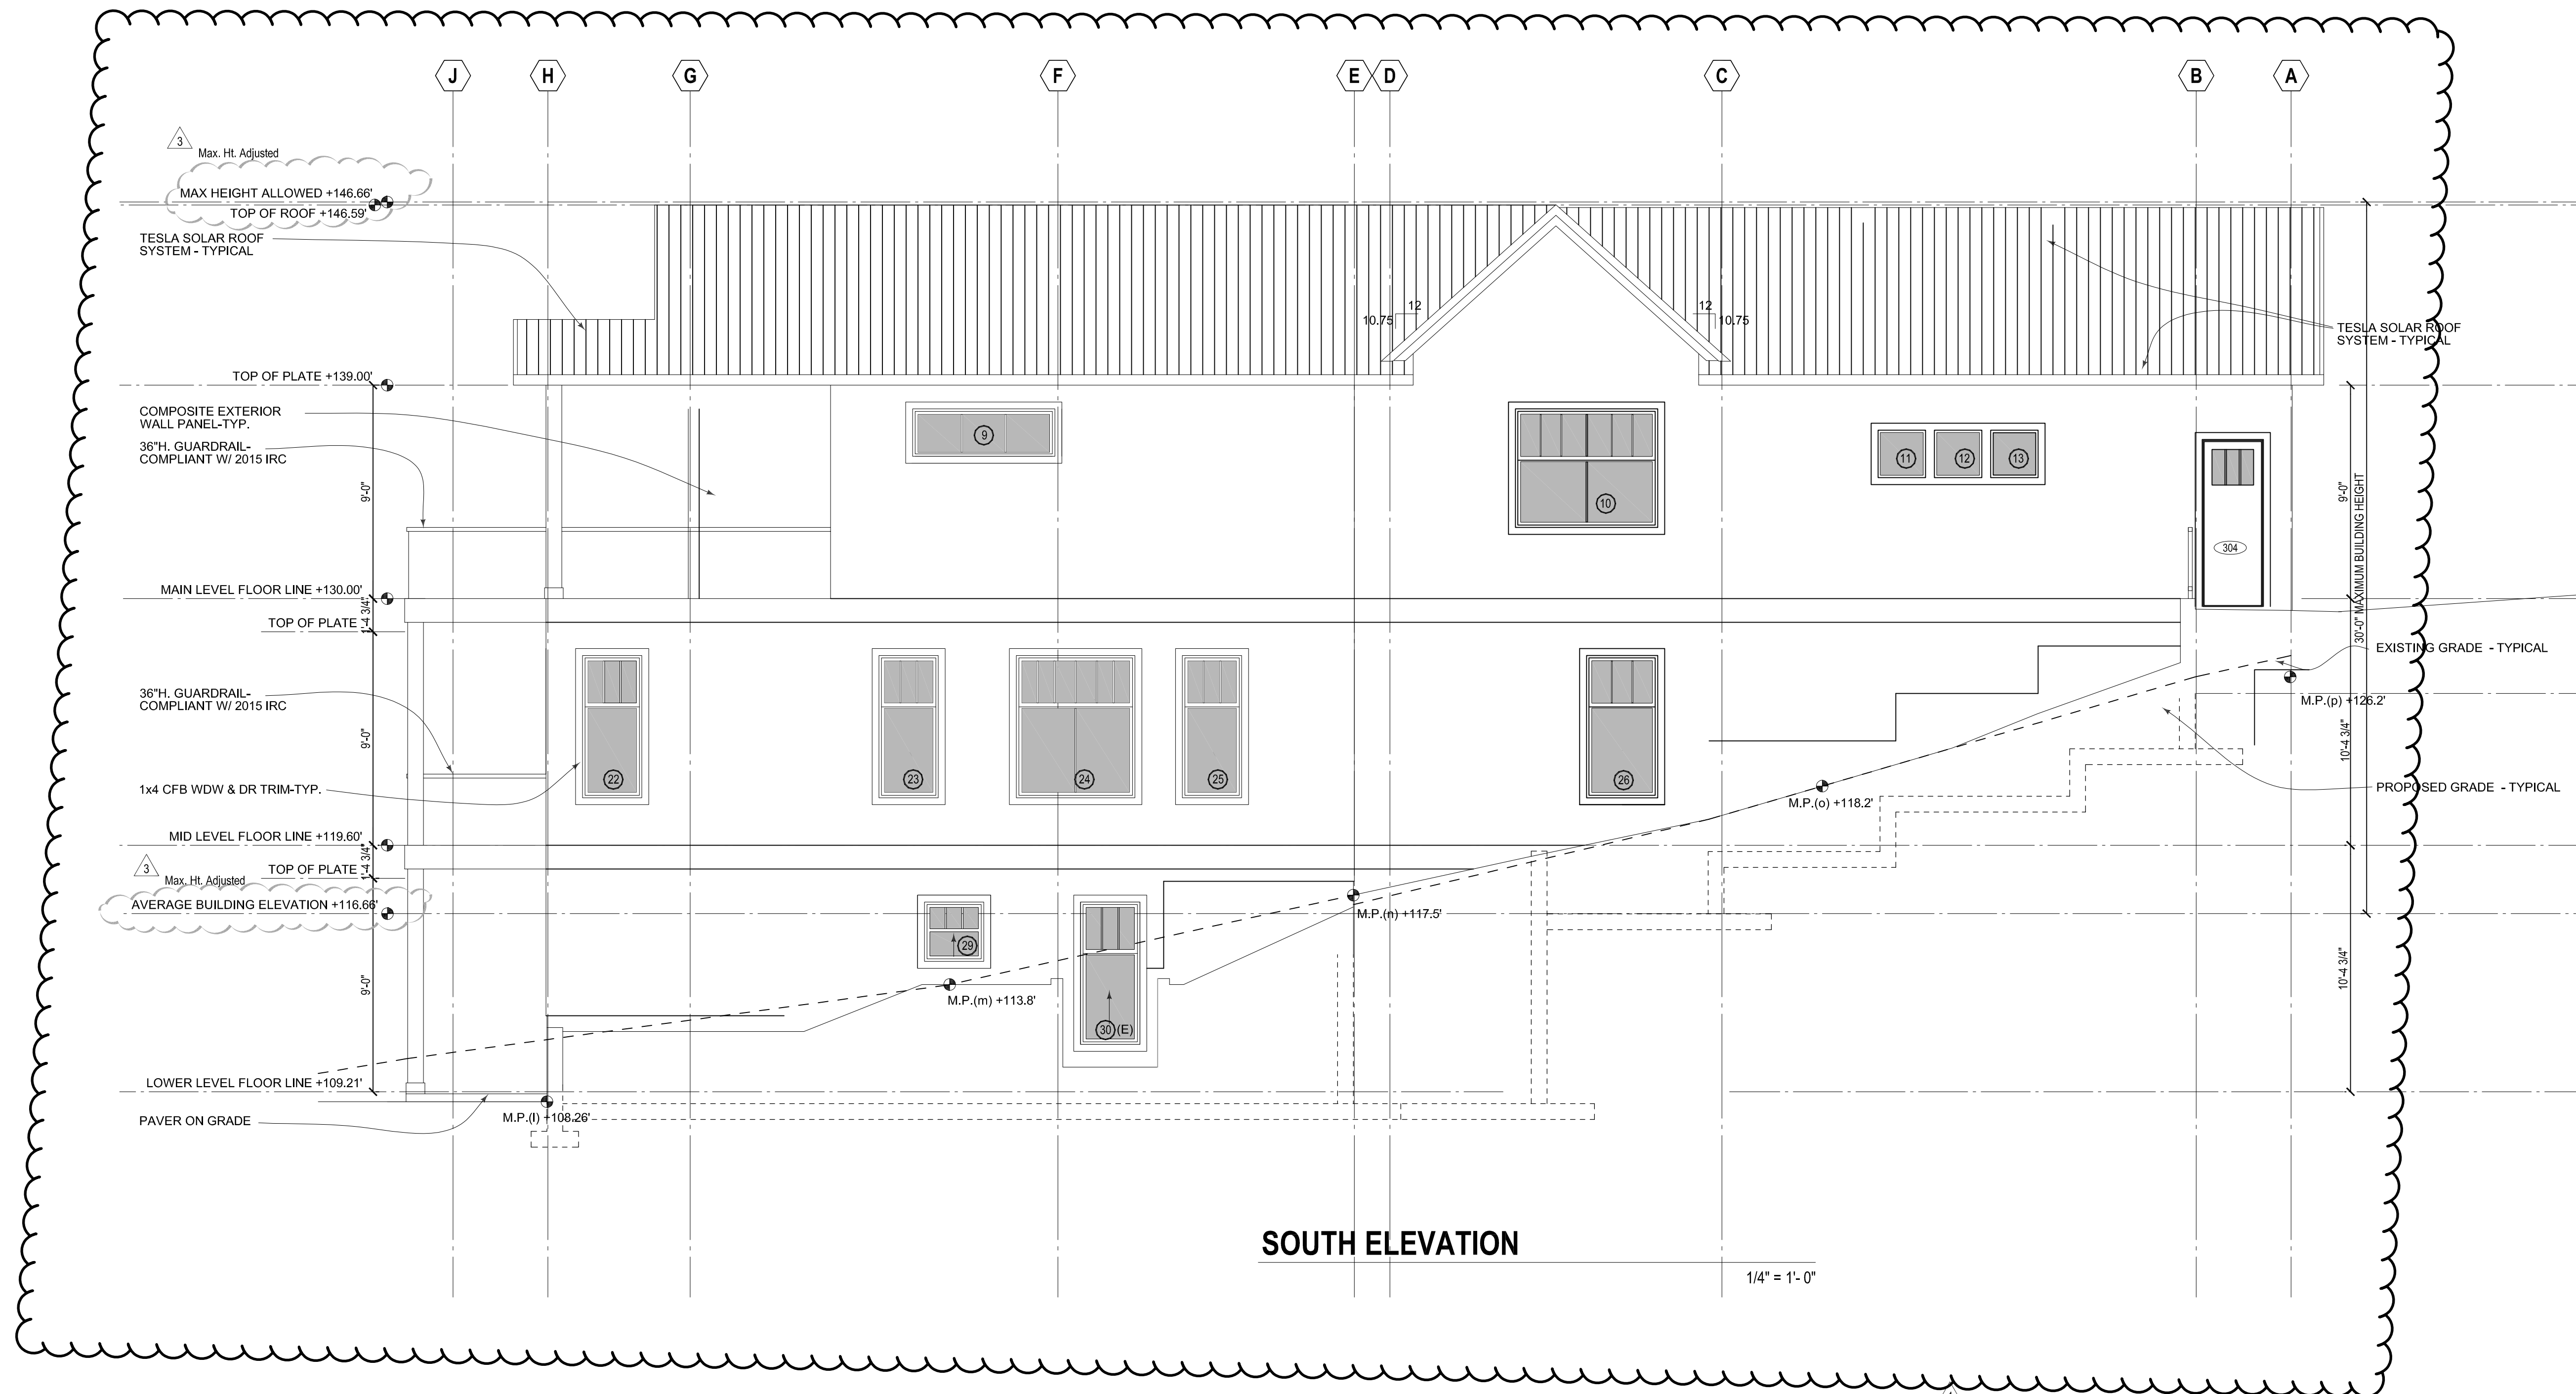 J H G F E D C B A
3
Max. Ht. Adjusted
MAX HEIGHT ALLOWED +146.66'
TOP OF ROOF +146.59'
TESLA SOLAR ROOF
SYSTEM - TYPICAL
12
10.75
12
10.75
TESLA SOLAR ROOF
SYSTEM - TYPICAL
TOP OF PLATE +139.00'
COMPOSITE EXTERIOR
WALL PANEL-TYP.
36"H. GUARDRAIL-
COMPLIANT W/ 2015 IRC
9'-0"
9
10
11
12
13
304
9'-0"
30'-0" MAXIMUM BUILDING HEIGHT
MAIN LEVEL FLOOR LINE +130.00'
1'-4 3/4"
TOP OF PLATE
EXISTING GRADE - TYPICAL
36"H. GUARDRAIL-
COMPLIANT W/ 2015 IRC
M.P.(p) +126.2'
9'-0"
10'-4 3/4"
22
23
24
25
26
1x4 CFB WDW & DR TRIM-TYP.
PROPOSED GRADE - TYPICAL
M.P.(o) +118.2'
MID LEVEL FLOOR LINE +119.60'
1'-4 3/4"
3
Max. Ht. Adjusted
TOP OF PLATE
AVERAGE BUILDING ELEVATION +116.66'
M.P.(n) +117.5'
29
9'-0"
10'-4 3/4"
M.P.(m) +113.8'
30 (E)
LOWER LEVEL FLOOR LINE +109.21'
M.P.(l) +108.26'
PAVER ON GRADE
SOUTH ELEVATION
1/4" = 1'- 0"